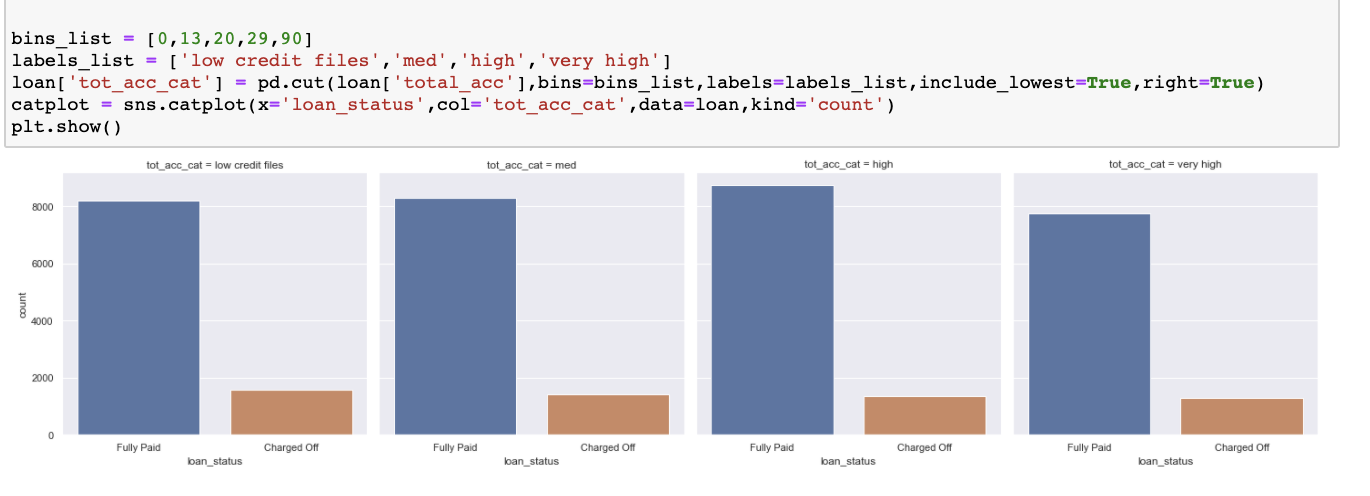 bins_list = [0,13,20,29,90]
labels_list = ['low credit files','med','high','very high']
loan['tot_acc_cat'] = pd.cut(loan['total_acc'],bins=bins_list,labels=labels_list,include_lowest=True,right=True)
catplot = sns.catplot(x='loan_status',col='tot_acc_cat',data=loan,kind='count')
plt.show()
tot_acc_cat = low credit files
tot_acc_cat = med
tot_acc_cat = high
tot_acc_cat = very high
8000
6000
4000
2000
0
count
Fully Paid
Charged Off
Fully Paid
Charged Off
Fully Paid
Charged Off
Fully Paid
Charged Off
loan_status
loan_status
loan_status
loan_status